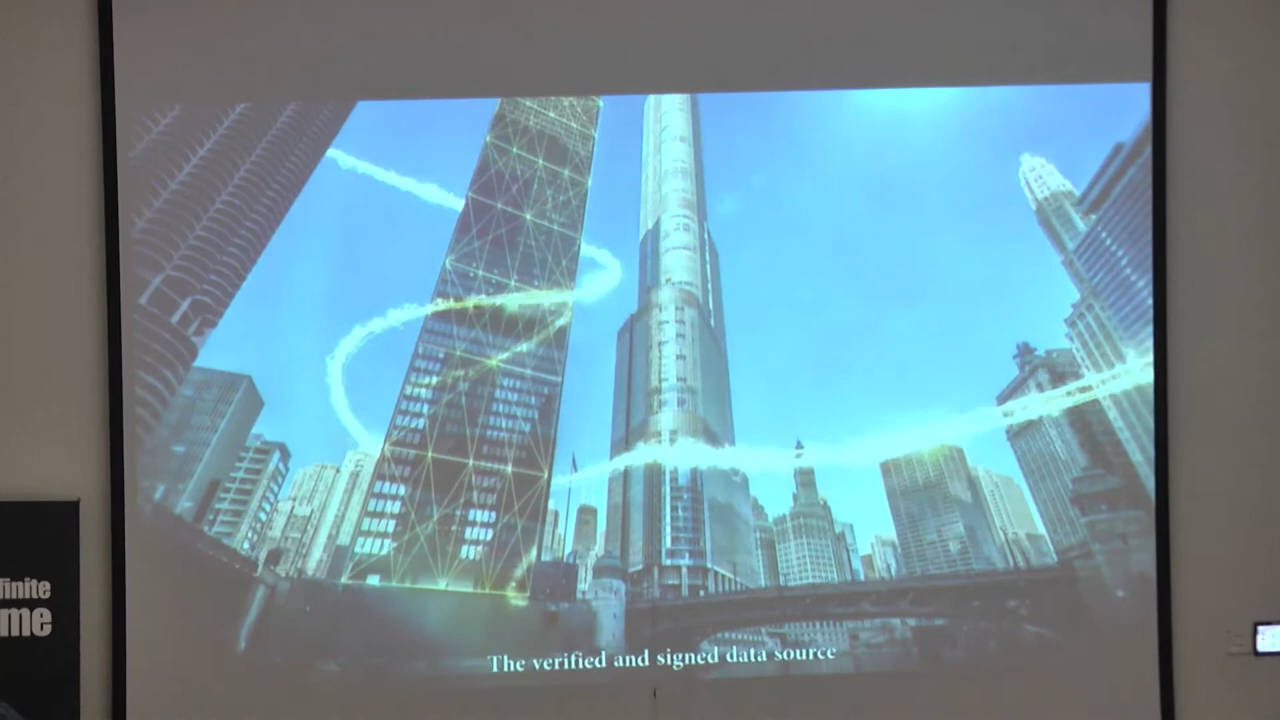 finite
me
The verified and signed data source